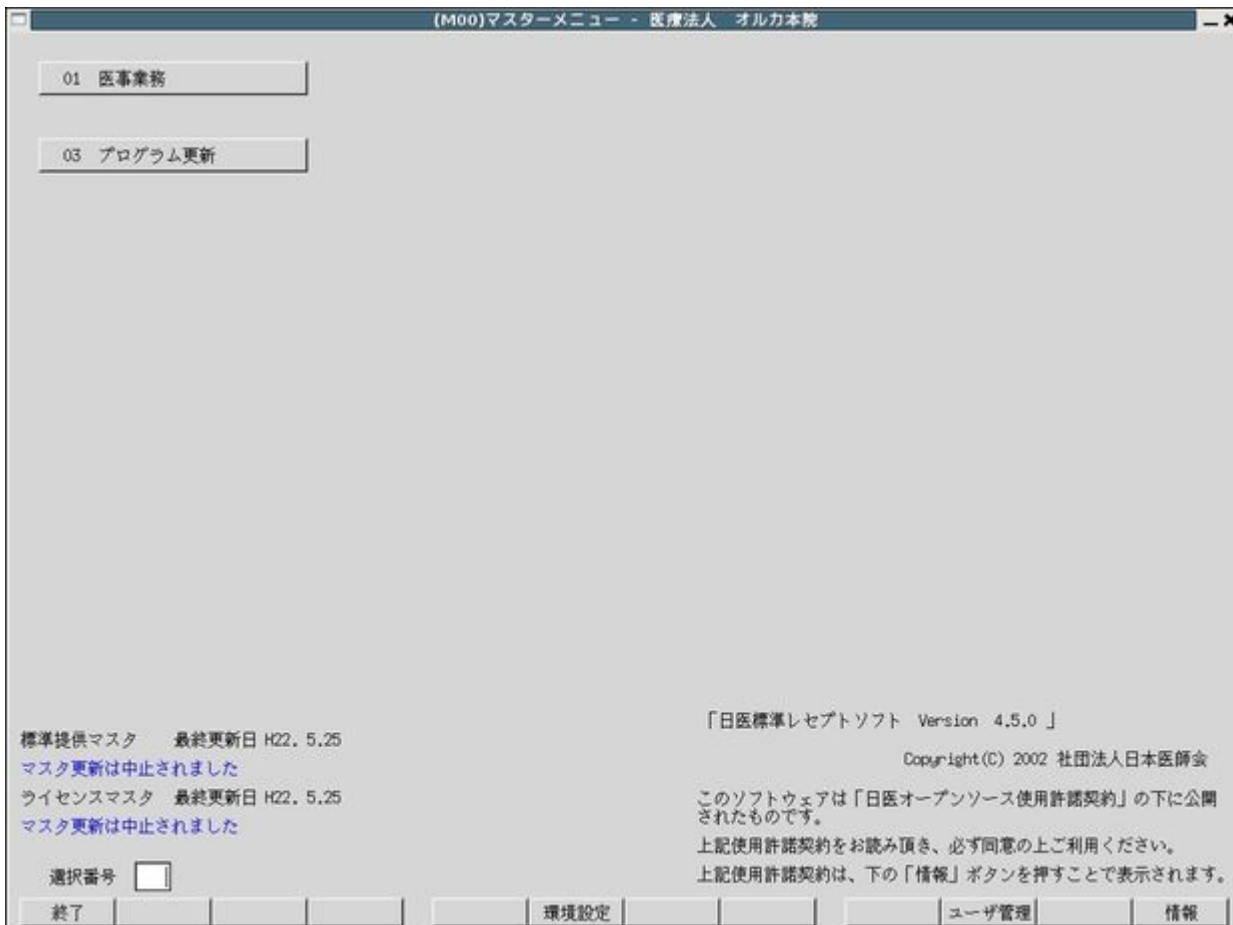 (M00)マスターメニュー - 医療法人　オルカ本院
01　医事業務
03　プログラム更新
「日医標準レセプトソフト　Version　4.5.0 」
標準提供マスタ　　最終更新日 H22. 5.25
Copyright(C) 2002 社団法人日本医師会
マスタ更新は中止されました
ライセンスマスタ　最終更新日 H22. 5.25
このソフトウェアは「日医オープンソース使用許諾契約」の下に公開
されたものです。
マスタ更新は中止されました
上記使用許諾契約をお読み頂き、必ず同意の上ご利用ください。
選択番号
上記使用許諾契約は、下の「情報」ボタンを押すことで表示されます。
終了　環境設定　ユーザ管理　情報